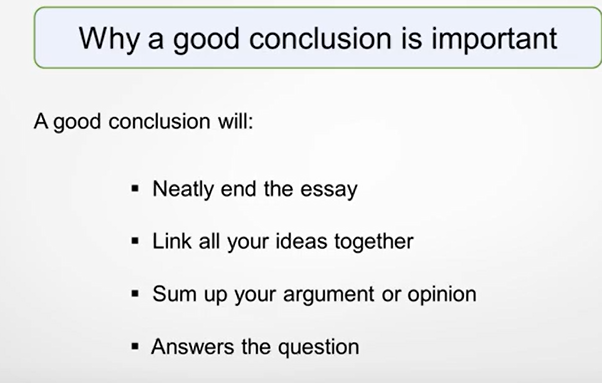 Why a good conclusion is important
A good conclusion will:
▪ Neatly end the essay
▪ Link all your ideas together
▪ Sum up your argument or opinion
▪ Answers the question